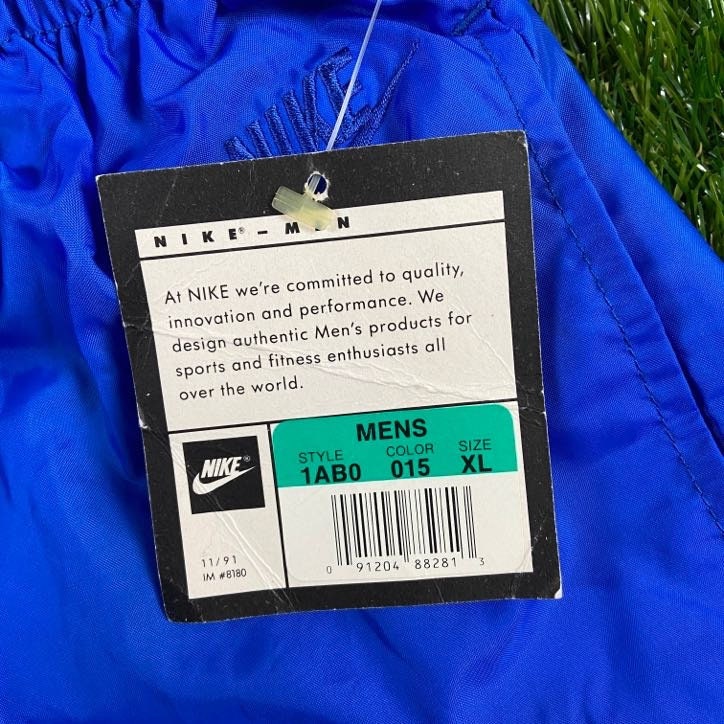 NIKE
NIKE® – MEN
At NIKE we're committed to quality,
innovation and performance. We
design authentic Men's products for
sports and fitness enthusiasts all
over the world.
NIKE®
11/91
IM #8180
MENS
STYLE COLOR SIZE
1AB0 015 XL
0 91204 88281 3